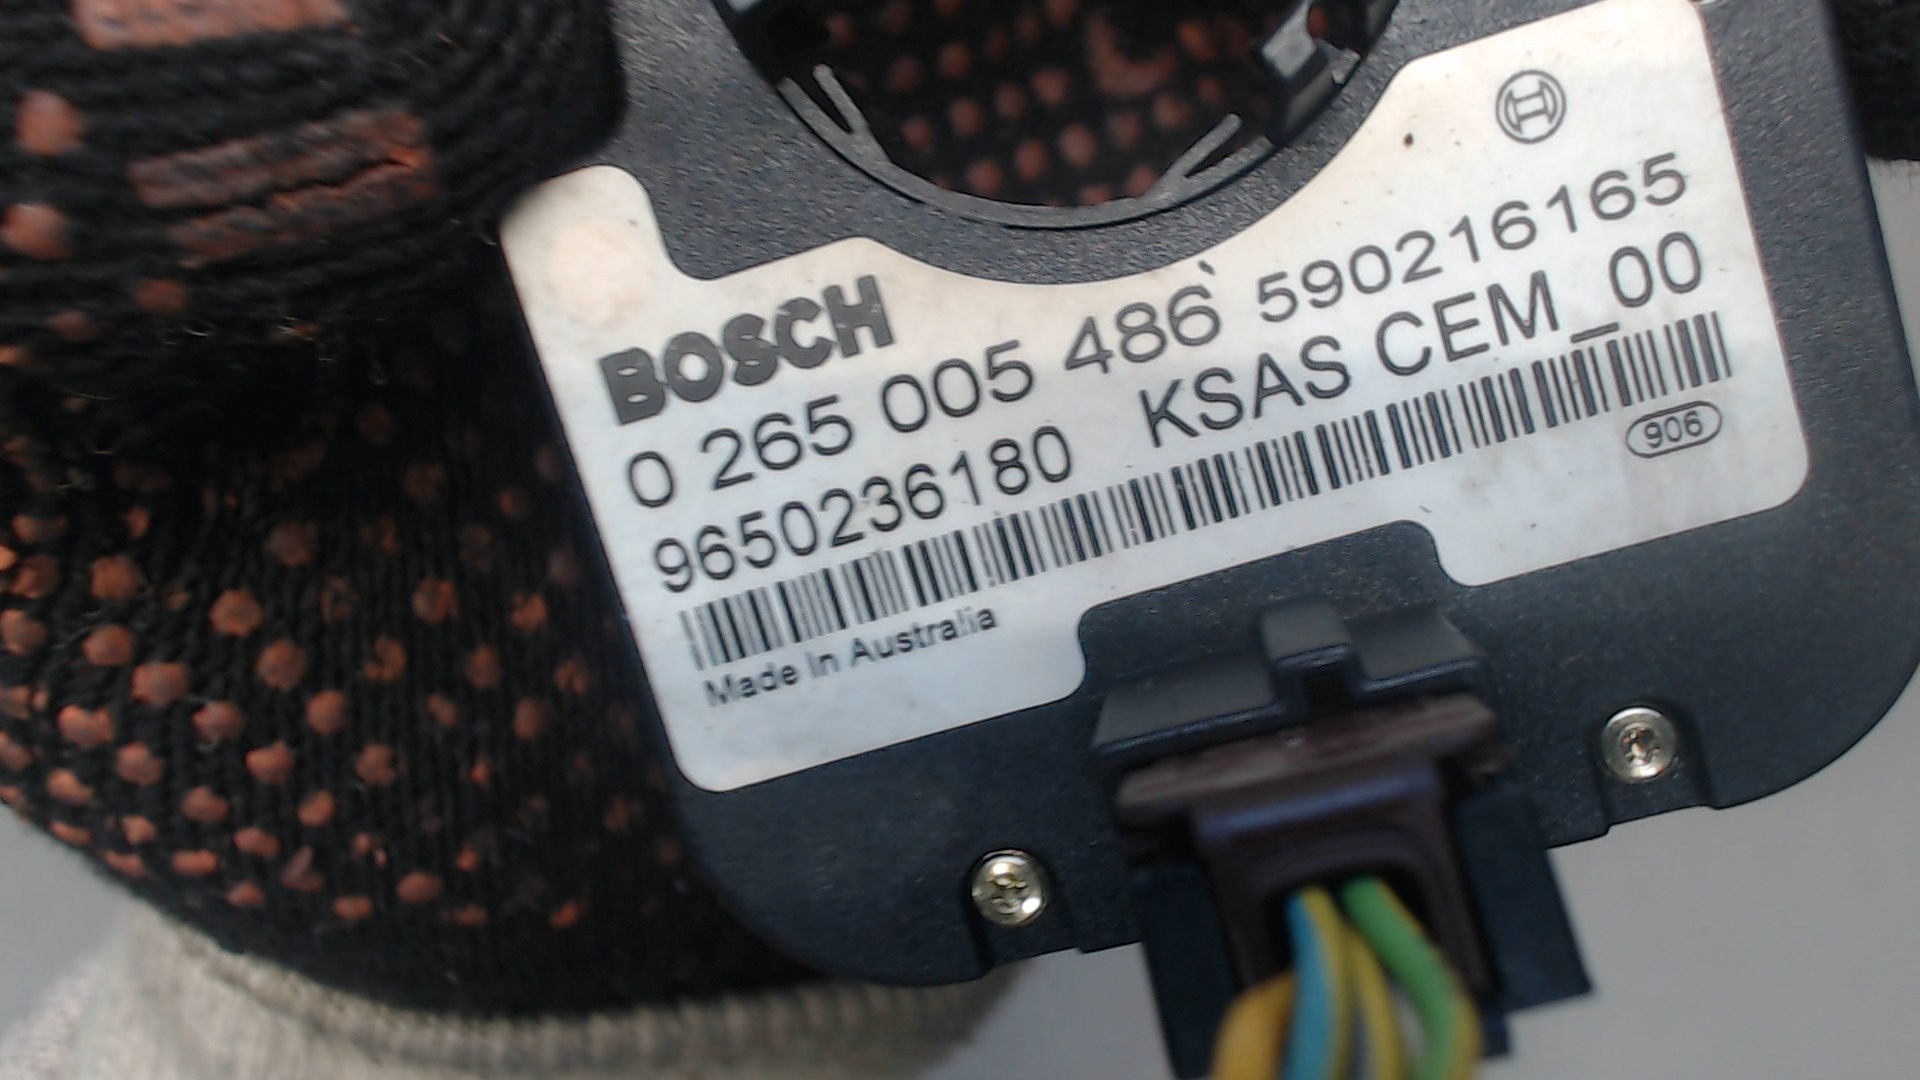 BOSCH
0 265 005 486 590216165
9650236180 KSAS CEM_00
906
Made In Australia